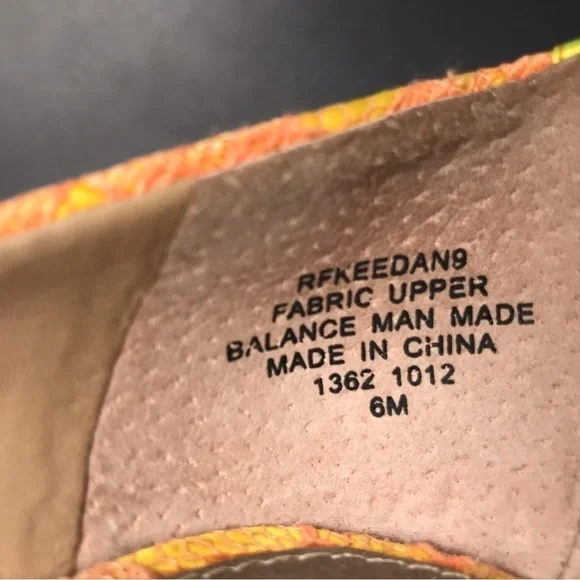 RFKEEDAN9
FABRIC UPPER
BALANCE MAN MADE
MADE IN CHINA
1362 1012
6M